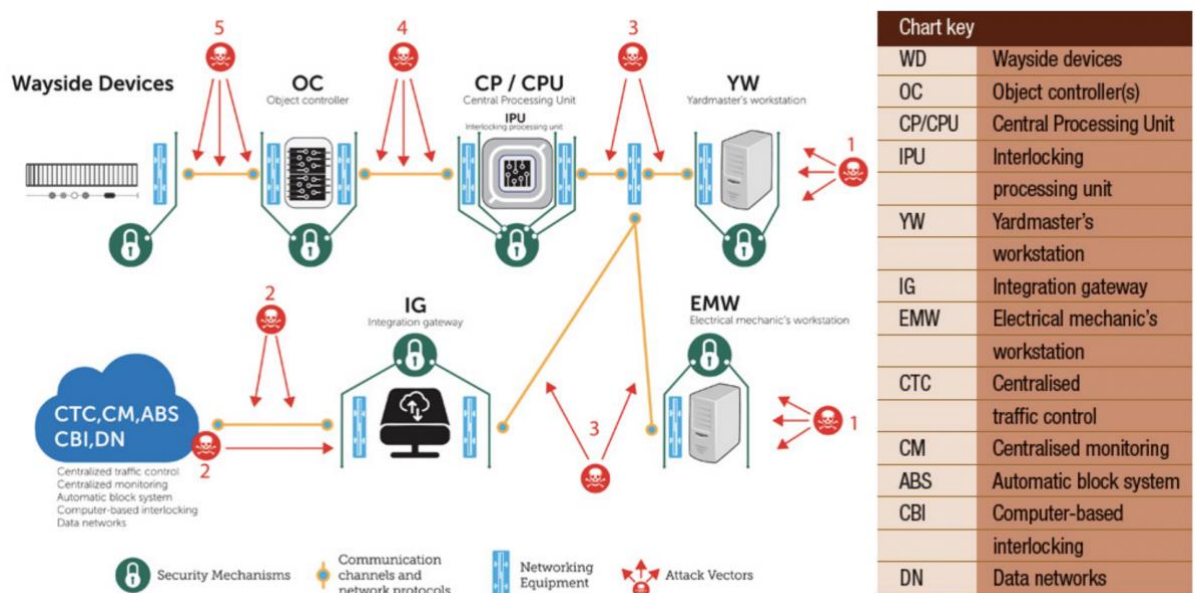 5
4
3
Wayside Devices
OC
Object controller
CP / CPU
Central Processing Unit
IPU
Interlocking processing unit
YW
Yardmaster's workstation
1
2
IG
Integration gateway
EMW
Electrical mechanic's workstation
CTC,CM,ABS
CBI,DN
2
3
1
Centralized traffic control
Centralized monitoring
Automatic block system
Computer-based interlocking
Data networks
Security Mechanisms
Communication
channels and
network protocols
Networking
Equipment
Attack Vectors
Chart key
WD Wayside devices
OC Object controller(s)
CP/CPU Central Processing Unit
IPU Interlocking
processing unit
YW Yardmaster's
workstation
IG Integration gateway
EMW Electrical mechanic's
workstation
CTC Centralised
traffic control
CM Centralised monitoring
ABS Automatic block system
CBI Computer-based
interlocking
DN Data networks